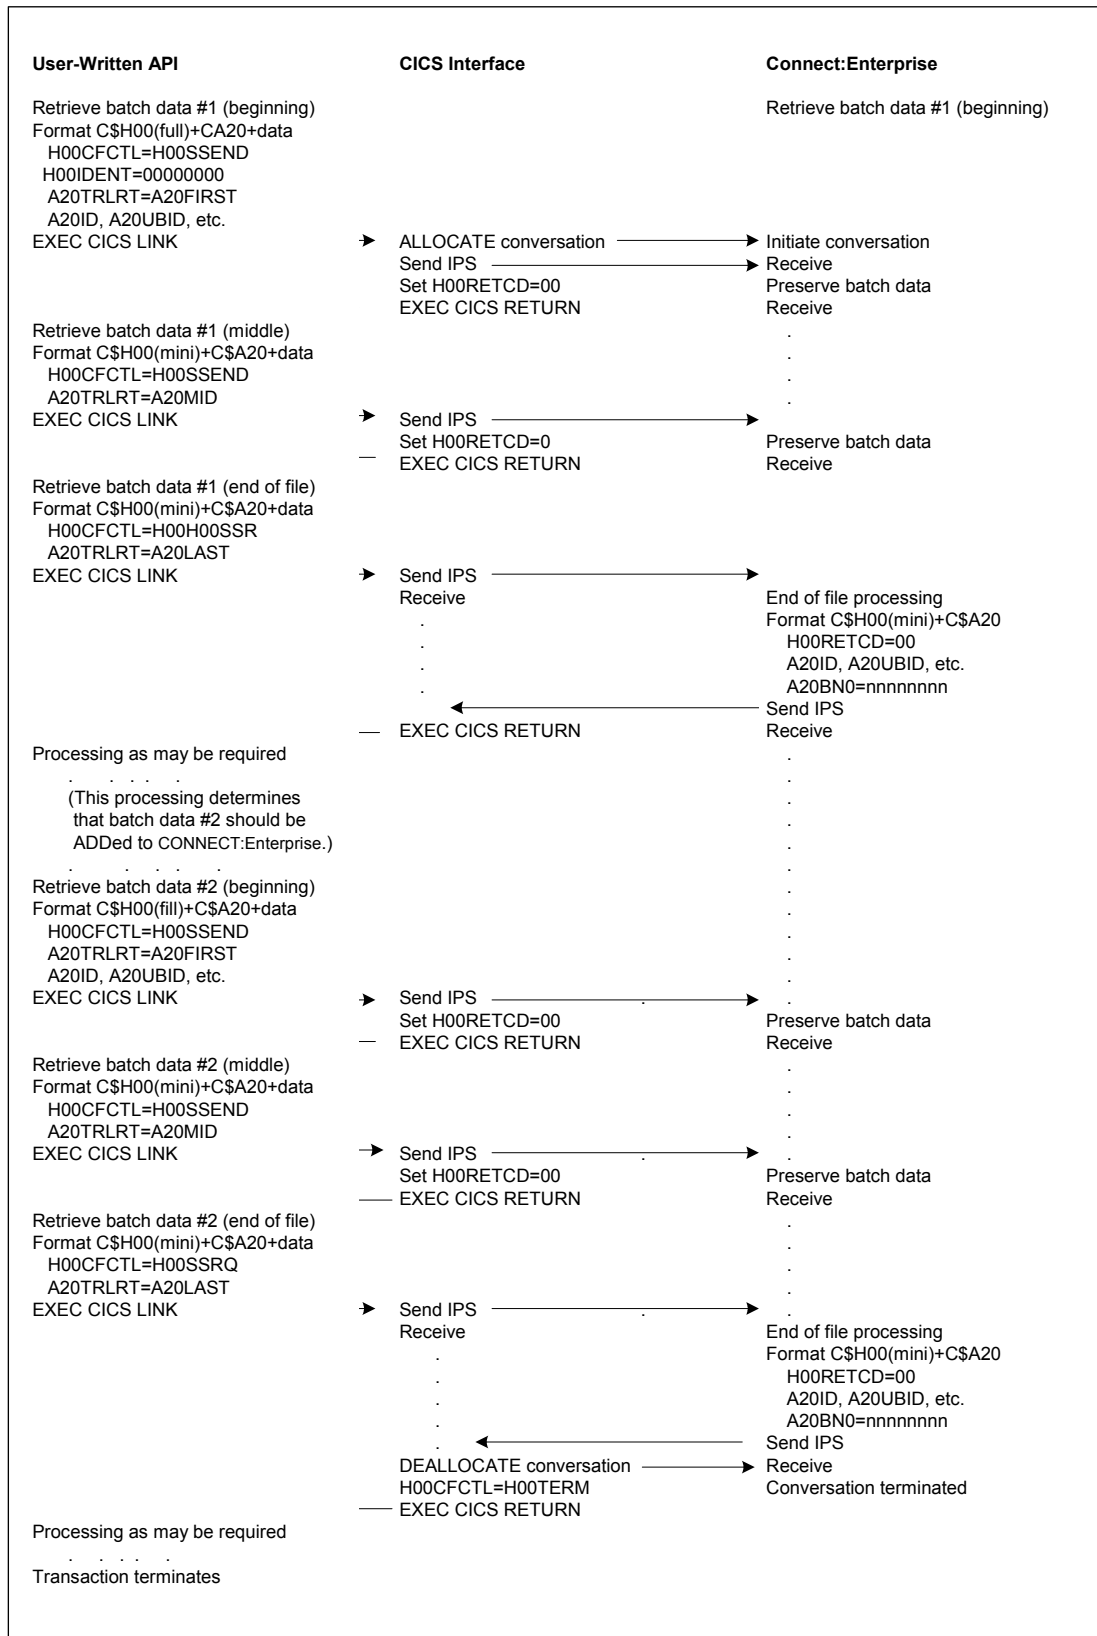 User-Written API CICS Interface Connect:Enterprise
Retrieve batch data #1 (beginning) Retrieve batch data #1 (beginning)
Format C$H00(full)+CA20+data
H00CFCTL=H00SSEND
H00IDENT=00000000
A20TRLRT=A20FIRST
A20ID, A20UBID, etc.
EXEC CICS LINK ALLOCATE conversation Initiate conversation
Send IPS Receive
Set H00RETCD=00 Preserve batch data
EXEC CICS RETURN Receive
Retrieve batch data #1 (middle) .
Format C$H00(mini)+C$A20+data .
H00CFCTL=H00SSEND .
A20TRLRT=A20MID .
EXEC CICS LINK Send IPS
Set H00RETCD=0 Preserve batch data
EXEC CICS RETURN Receive
Retrieve batch data #1 (end of file)
Format C$H00(mini)+C$A20+data
H00CFCTL=H00H00SSR
A20TRLRT=A20LAST
EXEC CICS LINK Send IPS
Receive End of file processing
. Format C$H00(mini)+C$A20
. H00RETCD=00
. A20ID, A20UBID, etc.
. A20BN0=nnnnnnnn
Send IPS
EXEC CICS RETURN Receive
Processing as may be required .
. . . . . .
(This processing determines .
that batch data #2 should be .
ADDed to CONNECT:Enterprise.) .
. . . . . .
Retrieve batch data #2 (beginning) .
Format C$H00(fill)+C$A20+data .
H00CFCTL=H00SSEND .
A20TRLRT=A20FIRST .
A20ID, A20UBID, etc. .
EXEC CICS LINK Send IPS . .
Set H00RETCD=00 Preserve batch data
EXEC CICS RETURN Receive
Retrieve batch data #2 (middle) .
Format C$H00(mini)+C$A20+data .
H00CFCTL=H00SSEND .
A20TRLRT=A20MID .
EXEC CICS LINK Send IPS . .
Set H00RETCD=00 Preserve batch data
EXEC CICS RETURN Receive
Retrieve batch data #2 (end of file) .
Format C$H00(mini)+C$A20+data .
H00CFCTL=H00SSRQ .
A20TRLRT=A20LAST .
EXEC CICS LINK Send IPS . .
Receive End of file processing
. Format C$H00(mini)+C$A20
. H00RETCD=00
. A20ID, A20UBID, etc.
. A20BN0=nnnnnnnn
. Send IPS
DEALLOCATE conversation Receive
H00CFCTL=H00TERM Conversation terminated
EXEC CICS RETURN
Processing as may be required
. . . . .
Transaction terminates